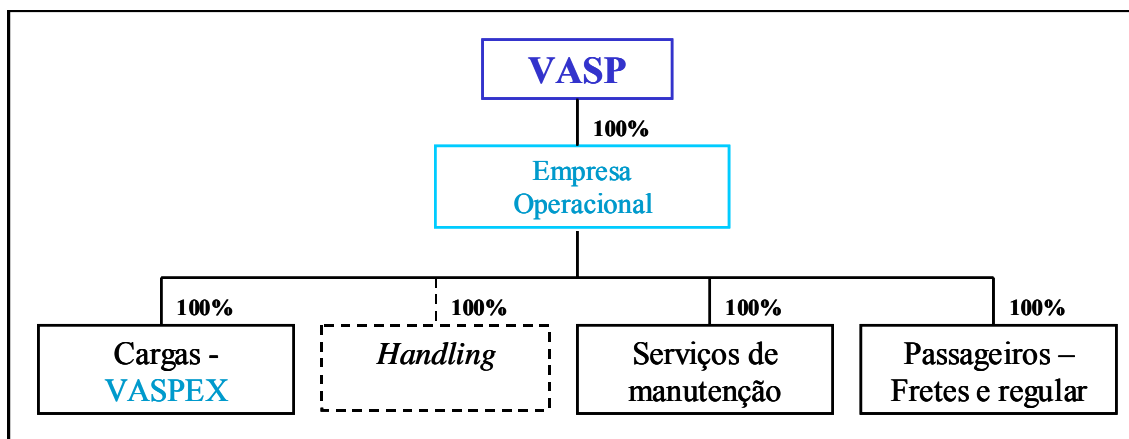 VASP
100%
Empresa
Operacional
100%
100%
100%
100%
Cargas -
VASPEX
Handling
Serviços de
manutenção
Passageiros –
Fretes e regular